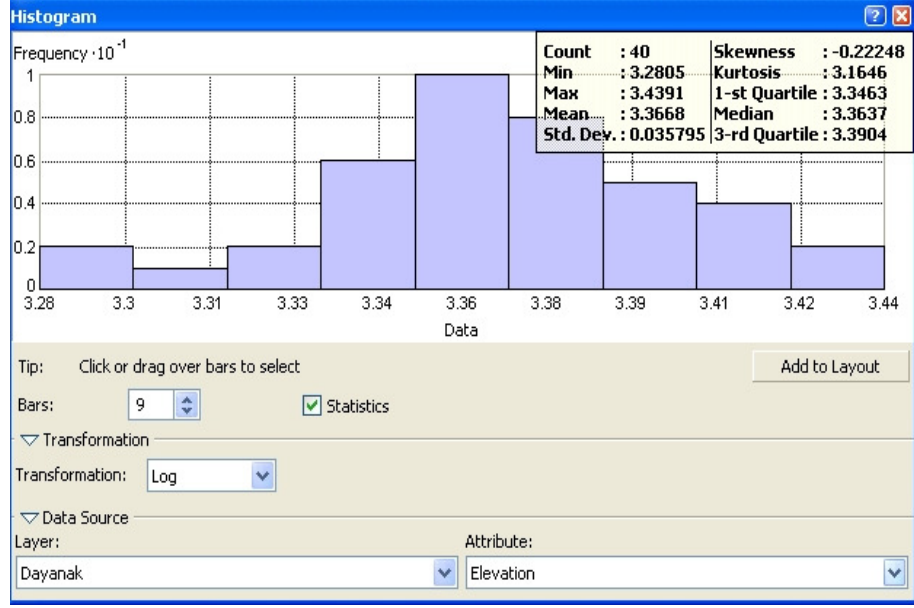 Histogram
Frequency ·10⁻¹
Count : 40 Skewness : -0.22248
Min : 3.2805 Kurtosis : 3.1646
Max : 3.4391 1-st Quartile : 3.3463
Mean : 3.3668 Median : 3.3637
Std. Dev. : 0.035795 3-rd Quartile : 3.3904
1
0.8
0.6
0.4
0.2
0
3.28 3.3 3.31 3.33 3.34 3.36 3.38 3.39 3.41 3.42 3.44
Data
Tip: Click or drag over bars to select
Add to Layout
Bars: 9 Statistics
Transformation
Transformation: Log
Data Source
Layer: Attribute:
Dayanak Elevation